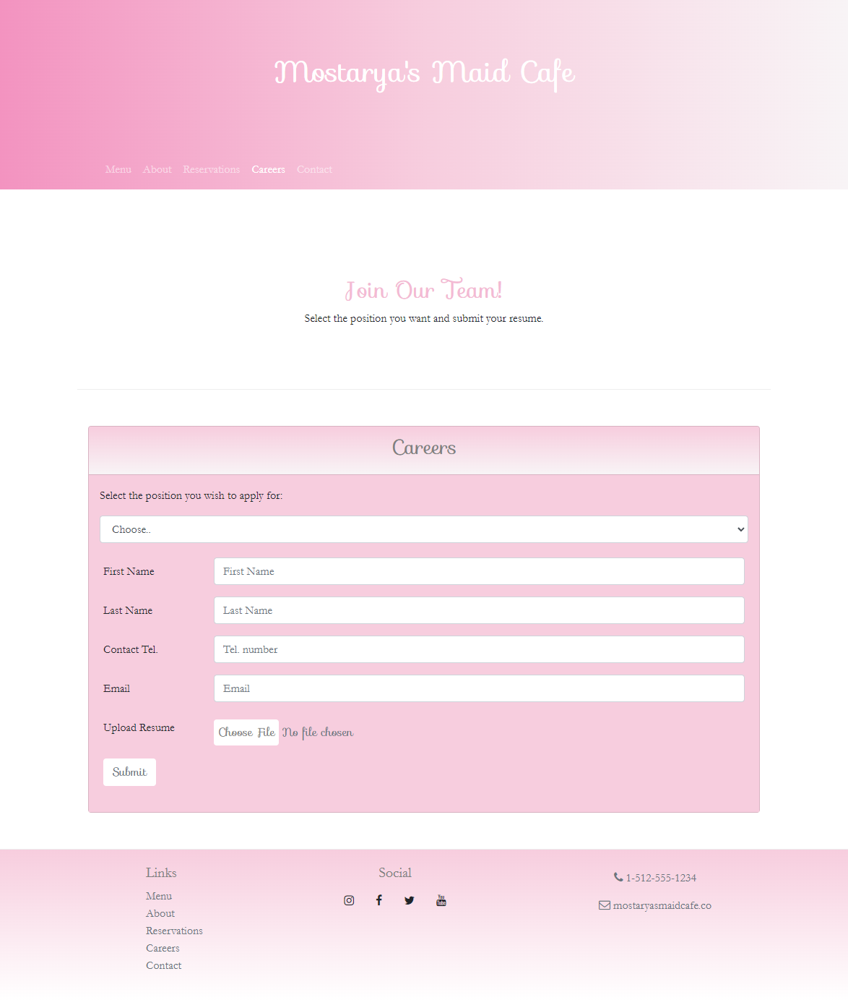 Mostarya's Maid Cafe
Menu About Reservations Careers Contact
Join Our Team!
Select the position you want and submit your resume.
Careers
Select the position you wish to apply for:
Choose..
First Name First Name
Last Name Last Name
Contact Tel. Tel. number
Email Email
Upload Resume Choose File No file chosen
Submit
Links
Menu
About
Reservations
Careers
Contact
Social
You Tube
1-512-555-1234
mostaryasmaidcafe.co